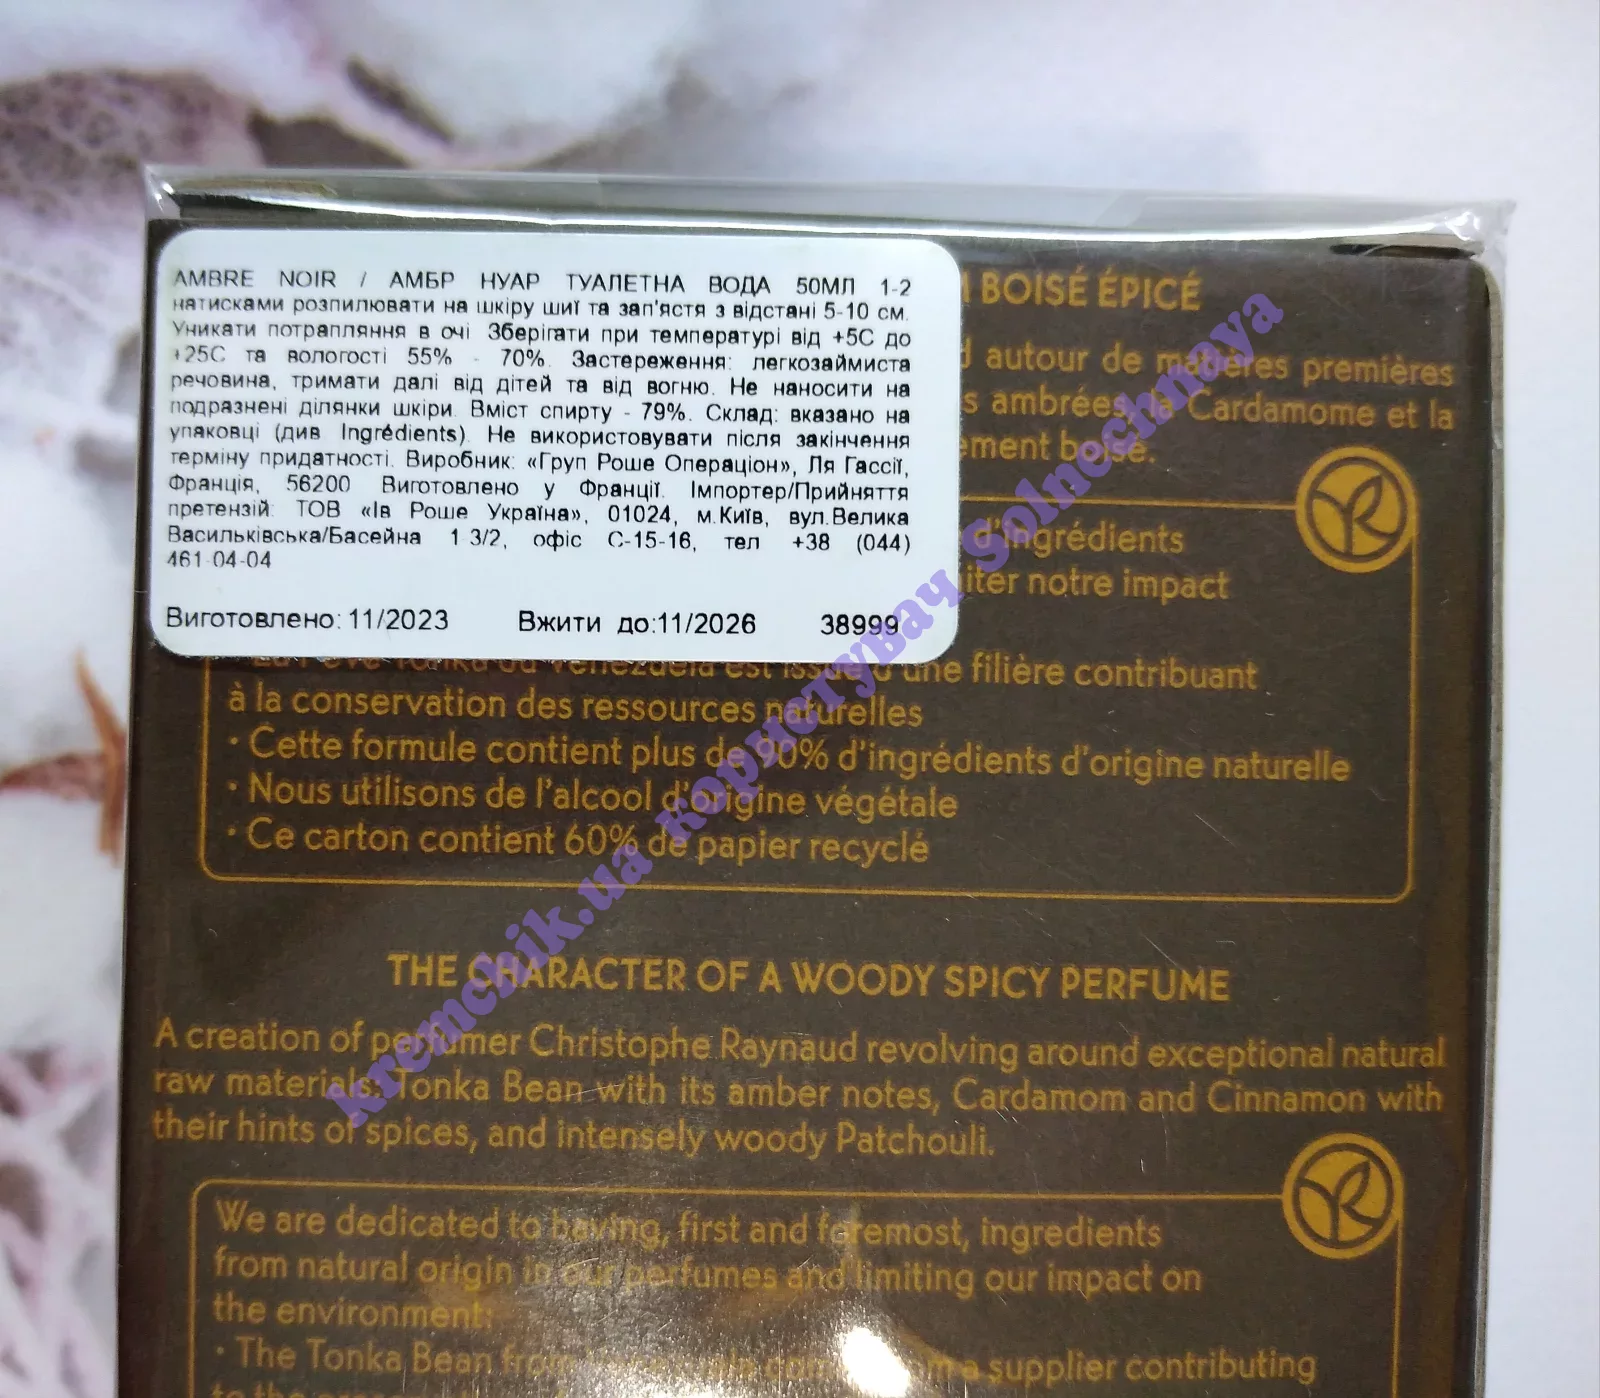 AMBRE NOIR / АМБР НУАР ТУАЛЕТНА ВОДА 50МЛ 1-2
натисками розпилювати на шкіру шиї та зап'ястя з відстані 5-10 см.
Уникати потрапляння в очі Зберігати при температурі від +5С до
+25С та вологості 55% - 70%. Застереження: легкозаймиста
речовина, тримати далі від дітей та від вогню. Не наносити на
подразнені ділянки шкіри. Вміст спирту - 79%. Склад: вказано на
упаковці (див Ingrédients). Не використовувати після закінчення
терміну придатності. Виробник: «Груп Роше Операціон», Ля Гассії,
Франція, 56200 Виготовлено у Франції. Імпортер/Прийняття
претензій: ТОВ «Ів Роше Україна», 01024, м.Київ, вул.Велика
Васильківська/Басейна 1-3/2, офіс С-15-16, тел +38 (044)
461-04-04
Виготовлено: 11/2023 Вжити до:11/2026 38999
BOISÉ ÉPICÉ
autour de matières premières
s ambrées, la Cardamome et la
ement boisé.
d'ingrédients
iter notre impact
La Fève Tonka du Venezuela est issue d'une filière contribuant
à la conservation des ressources naturelles
· Cette formule contient plus de 90% d'ingrédients d'origine naturelle
· Nous utilisons de l'alcool d'origine végétale
· Ce carton contient 60% de papier recyclé
THE CHARACTER OF A WOODY SPICY PERFUME
A creation of perfumer Christophe Raynaud revolving around exceptional natural
raw materials: Tonka Bean with its amber notes, Cardamom and Cinnamon with
their hints of spices, and intensely woody Patchouli.
We are dedicated to having, first and foremost, ingredients
from natural origin in our perfumes and limiting our impact on
the environment:
· The Tonka Bean from a supplier contributing
kremchik.ua користувач Solnechnaya